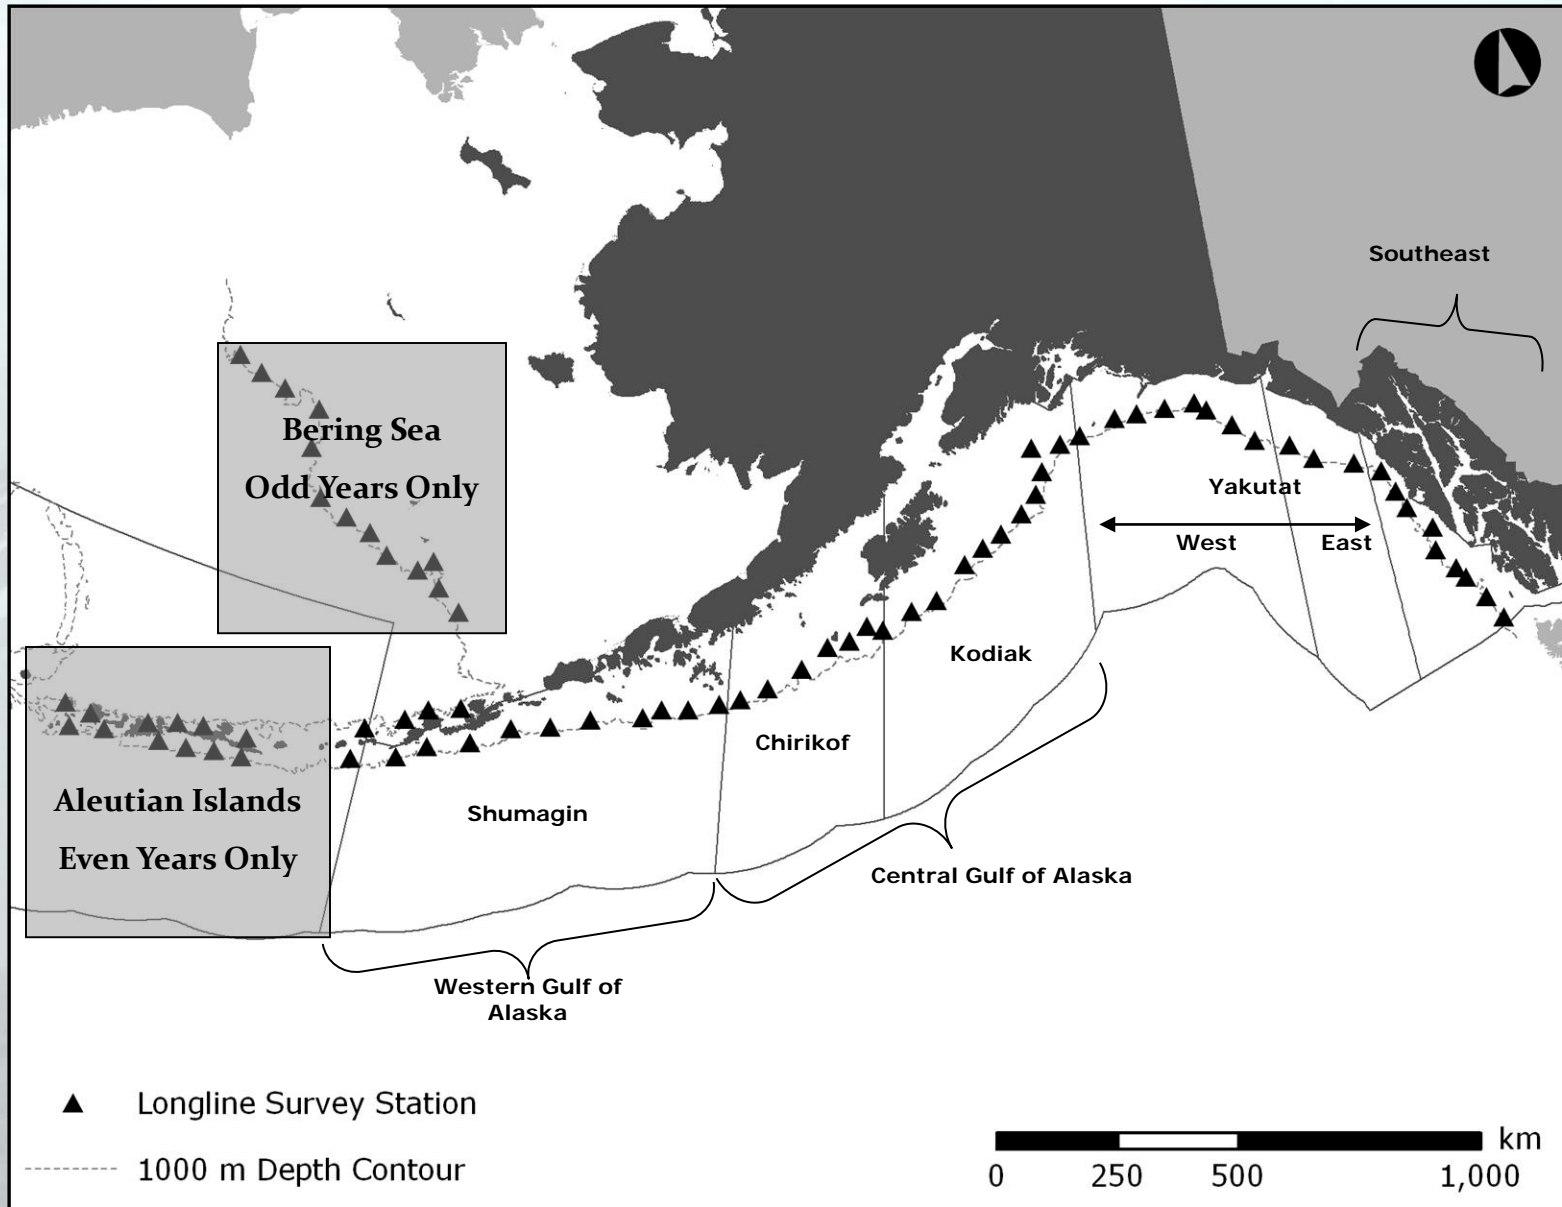 Southeast
Bering Sea
Odd Years Only
Yakutat
West
East
Kodiak
Chirikof
Shumagin
Aleutian Islands
Even Years Only
Central Gulf of Alaska
Western Gulf of
Alaska
Longline Survey Station
1000 m Depth Contour
km
0 250 500 1,000